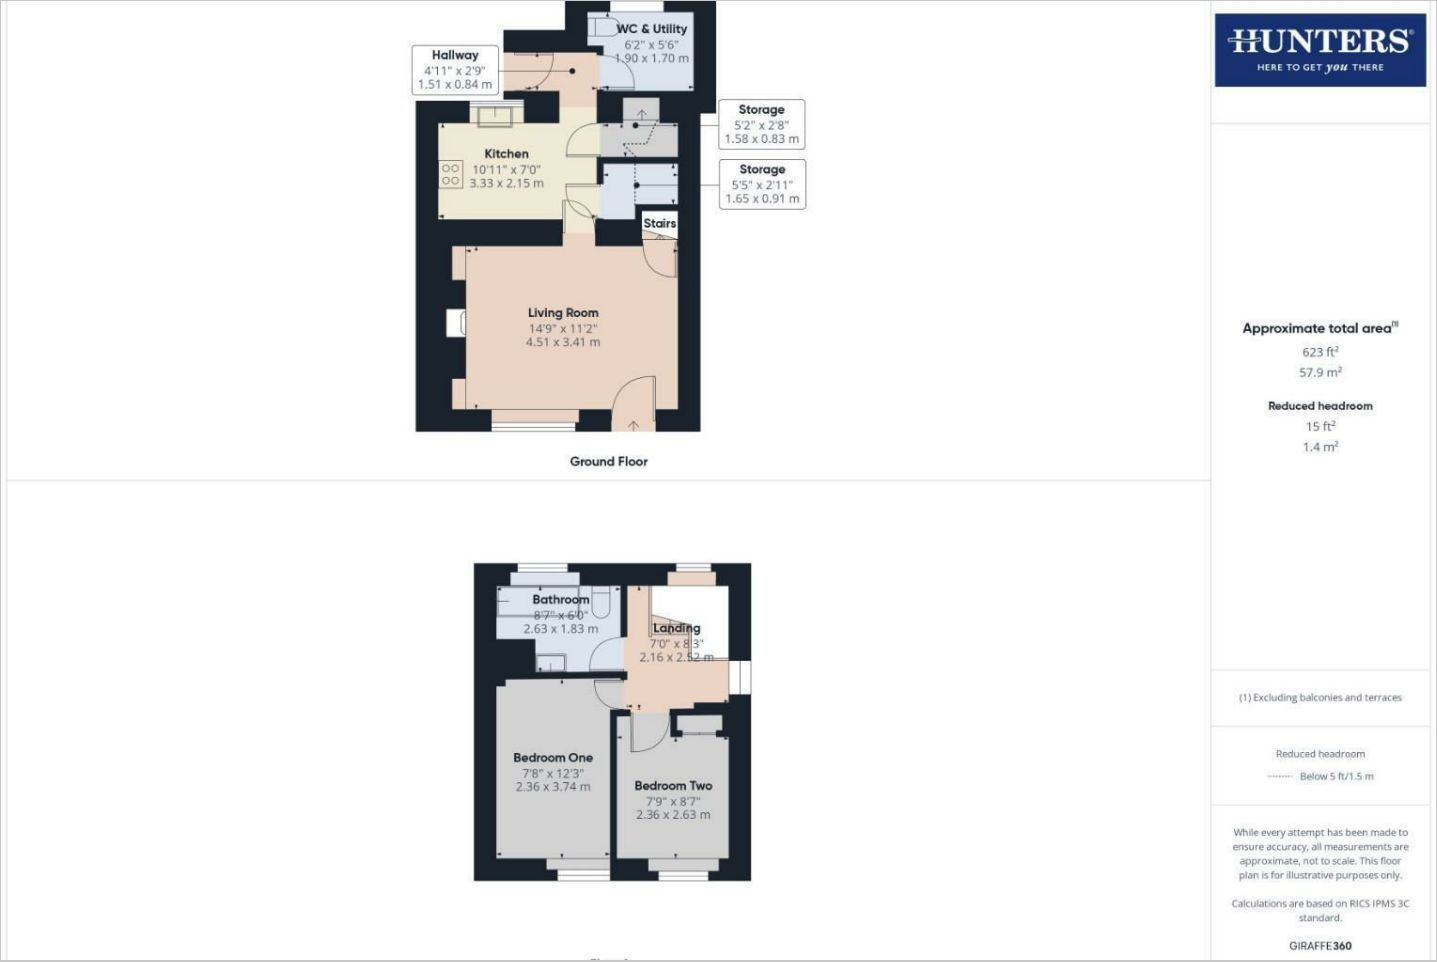 WC & Utility
6'2" x 5'6"
1.90 x 1.70 m
Hallway
4'11" x 2'9"
1.51 x 0.84 m
Storage
5'2" x 2'8"
1.58 x 0.83 m
Kitchen
10'11" x 7'0"
3.33 x 2.15 m
Storage
5'5" x 2'11"
1.65 x 0.91 m
Stairs
Living Room
14'9" x 11'2"
4.51 x 3.41 m
Ground Floor
Bathroom
8'7" x 6'0"
2.63 x 1.83 m
Landing
7'0" x 8'3"
2.16 x 2.52 m
Bedroom One
7'8" x 12'3"
2.36 x 3.74 m
Bedroom Two
7'9" x 8'7"
2.36 x 2.63 m
HUNTERS®
HERE TO GET you THERE
Approximate total area(1)
623 ft²
57.9 m²
Reduced headroom
15 ft²
1.4 m²
(1) Excluding balconies and terraces
Reduced headroom
Below 5 ft/1.5 m
While every attempt has been made to
ensure accuracy, all measurements are
approximate, not to scale. This floor
plan is for illustrative purposes only.
Calculations are based on RICS IPMS 3C
standard.
GIRAFFE360